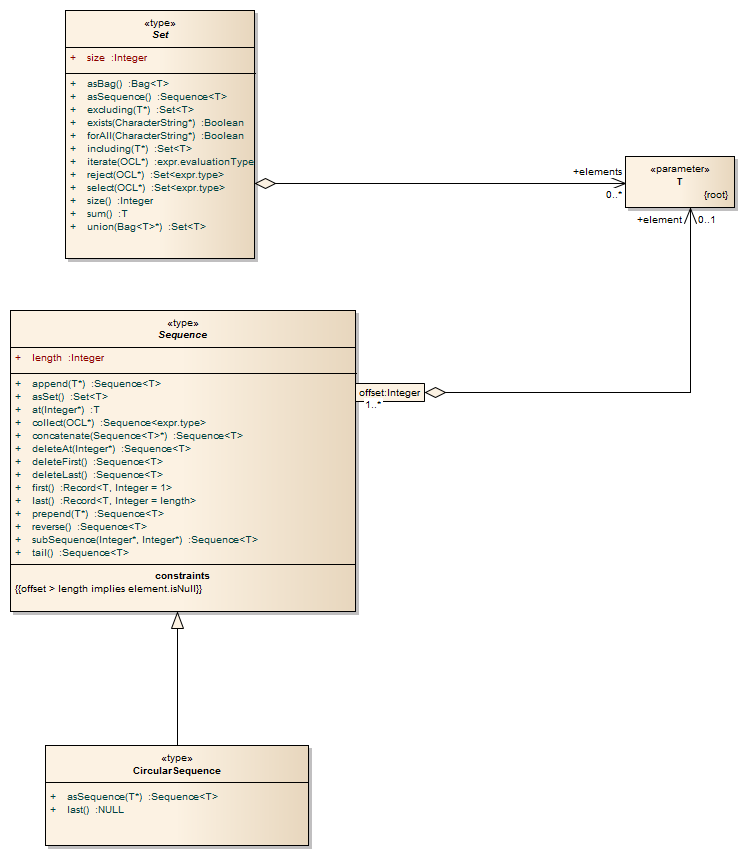 «type»
Set
+ size :Integer
+ asBag() :Bag<T>
+ asSequence() :Sequence<T>
+ excluding(T*) :Set<T>
+ exists(CharacterString*) :Boolean
+ forAll(CharacterString*) :Boolean
+ including(T*) :Set<T>
+ iterate(OCL*) :expr.evaluationType
+ reject(OCL*) :Set<expr.type>
+ select(OCL*) :Set<expr.type>
+ size() :Integer
+ sum() :T
+ union(Bag<T>*) :Set<T>
+elements
0..*
«parameter»
T
{root}
+element
0..1
«type»
Sequence
+ length :Integer
+ append(T*) :Sequence<T>
+ asSet() :Set<T>
+ at(Integer*) :T
+ collect(OCL*) :Sequence<expr.type>
+ concatenate(Sequence<T>*) :Sequence<T>
+ deleteAt(Integer*) :Sequence<T>
+ deleteFirst() :Sequence<T>
+ deleteLast() :Sequence<T>
+ first() :Record<T, Integer = 1>
+ last() :Record<T, Integer = length>
+ prepend(T*) :Sequence<T>
+ reverse() :Sequence<T>
+ subSequence(Integer*, Integer*) :Sequence<T>
+ tail() :Sequence<T>
constraints
{{offset > length implies element.isNull}}
offset:Integer
1..*
«type»
CircularSequence
+ asSequence(T*) :Sequence<T>
+ last() :NULL